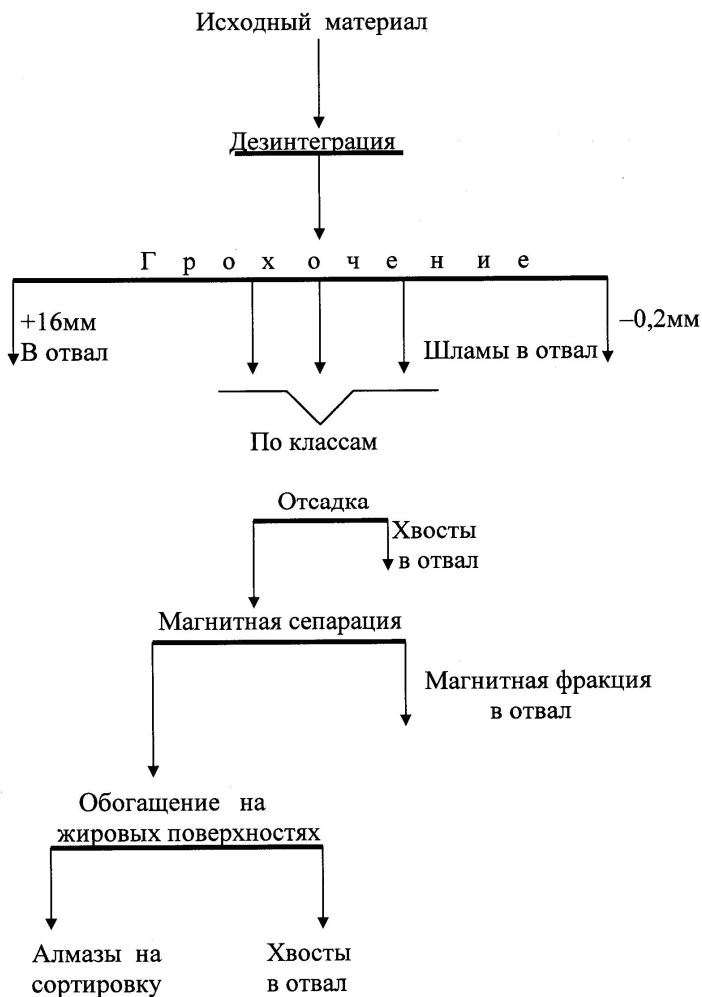 Исходный материал
Дезинтеграция
Грохочение
+16мм
В отвал
–0,2мм
Шламы в отвал
По классам
Отсадка
Хвосты
в отвал
Магнитная сепарация
Магнитная фракция
в отвал
Обогащение на
жировых поверхностях
Алмазы на
сортировку
Хвосты
в отвал